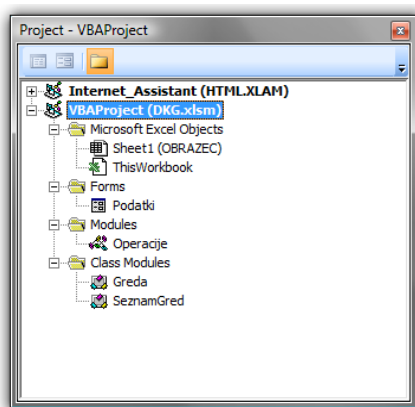 Project - VBAProject
Internet_Assistant (HTML.XLAM)
VBAProject (DKG.xlsm)
Microsoft Excel Objects
Sheet1 (OBRAZEC)
ThisWorkbook
Forms
Podatki
Modules
Operacije
Class Modules
Greda
SeznamGred